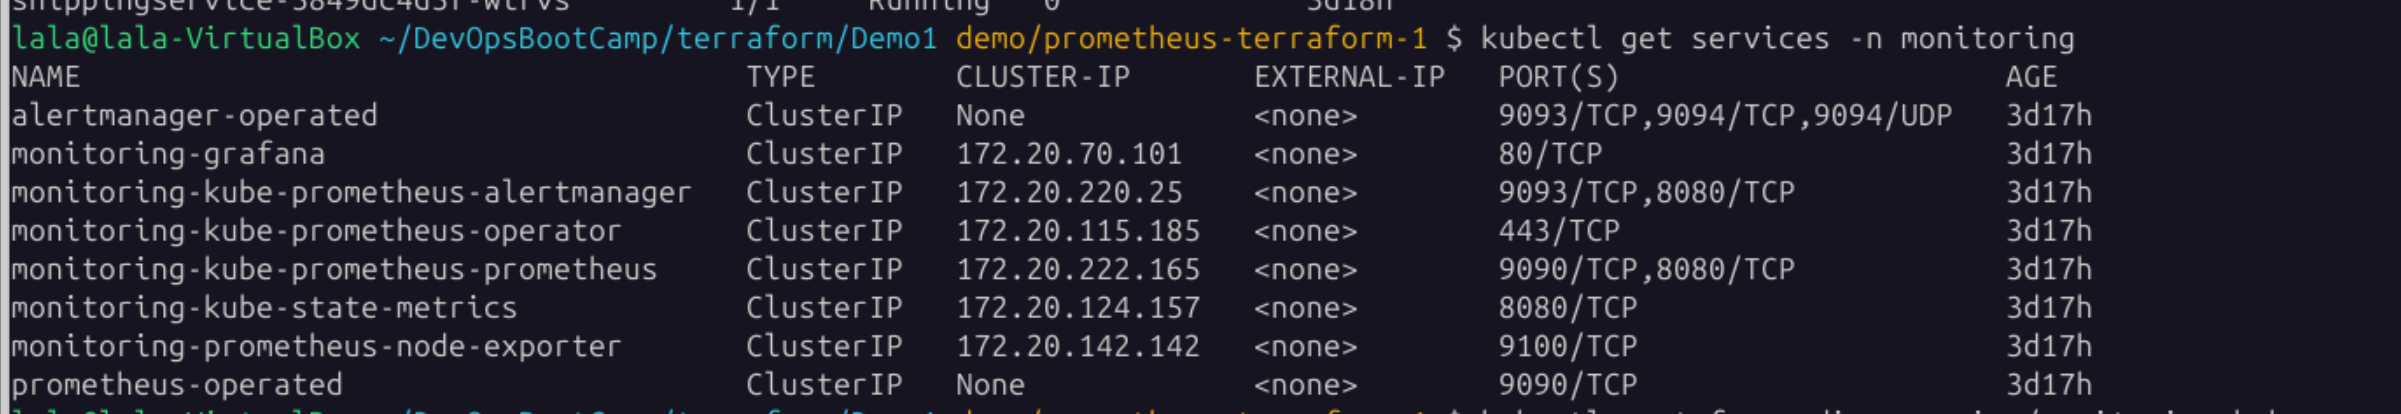 1/1 Running 0 3d18h
lala@lala-VirtualBox ~/DevOpsBootCamp/terraform/Demo1 demo/prometheus-terraform-1 $ kubectl get services -n monitoring
NAME TYPE CLUSTER-IP EXTERNAL-IP PORT(S) AGE
alertmanager-operated ClusterIP None <none> 9093/TCP,9094/TCP,9094/UDP 3d17h
monitoring-grafana ClusterIP 172.20.70.101 <none> 80/TCP 3d17h
monitoring-kube-prometheus-alertmanager ClusterIP 172.20.220.25 <none> 9093/TCP,8080/TCP 3d17h
monitoring-kube-prometheus-operator ClusterIP 172.20.115.185 <none> 443/TCP 3d17h
monitoring-kube-prometheus-prometheus ClusterIP 172.20.222.165 <none> 9090/TCP,8080/TCP 3d17h
monitoring-kube-state-metrics ClusterIP 172.20.124.157 <none> 8080/TCP 3d17h
monitoring-prometheus-node-exporter ClusterIP 172.20.142.142 <none> 9100/TCP 3d17h
prometheus-operated ClusterIP None <none> 9090/TCP 3d17h